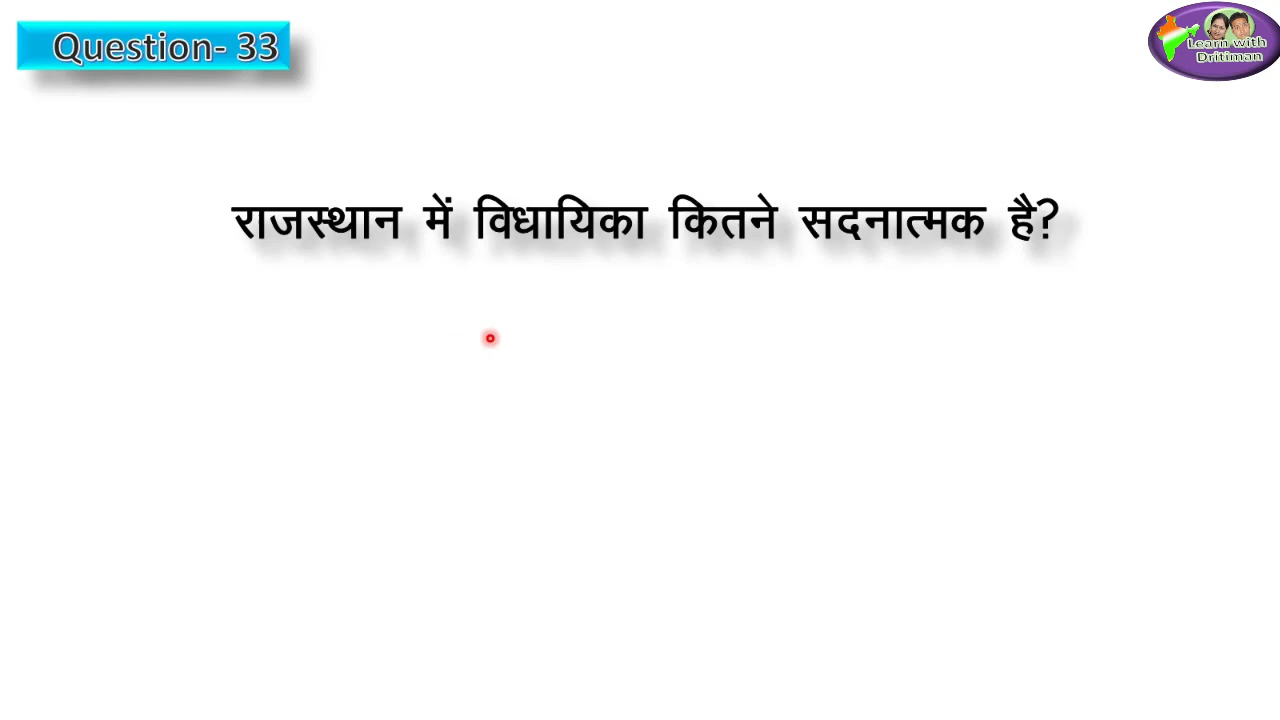 Question- 33
Learn with
Dritiman
राजस्थान में विधायिका कितने सदनात्मक है?